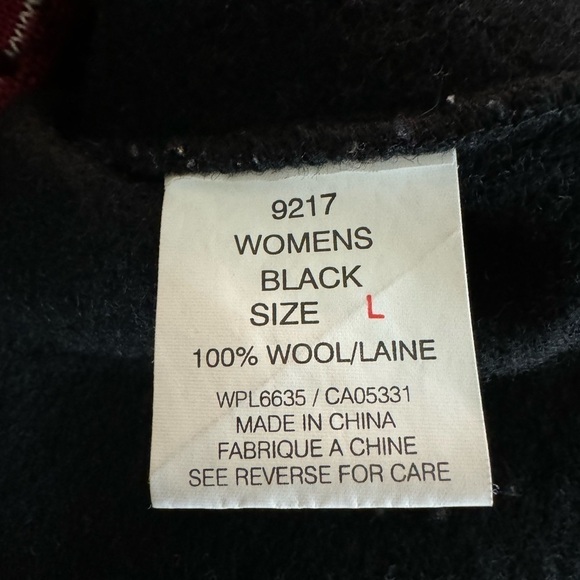 9217
WOMENS
BLACK
SIZE L
100% WOOL/LAINE
WPL6635 / CA05331
MADE IN CHINA
FABRIQUE A CHINE
SEE REVERSE FOR CARE